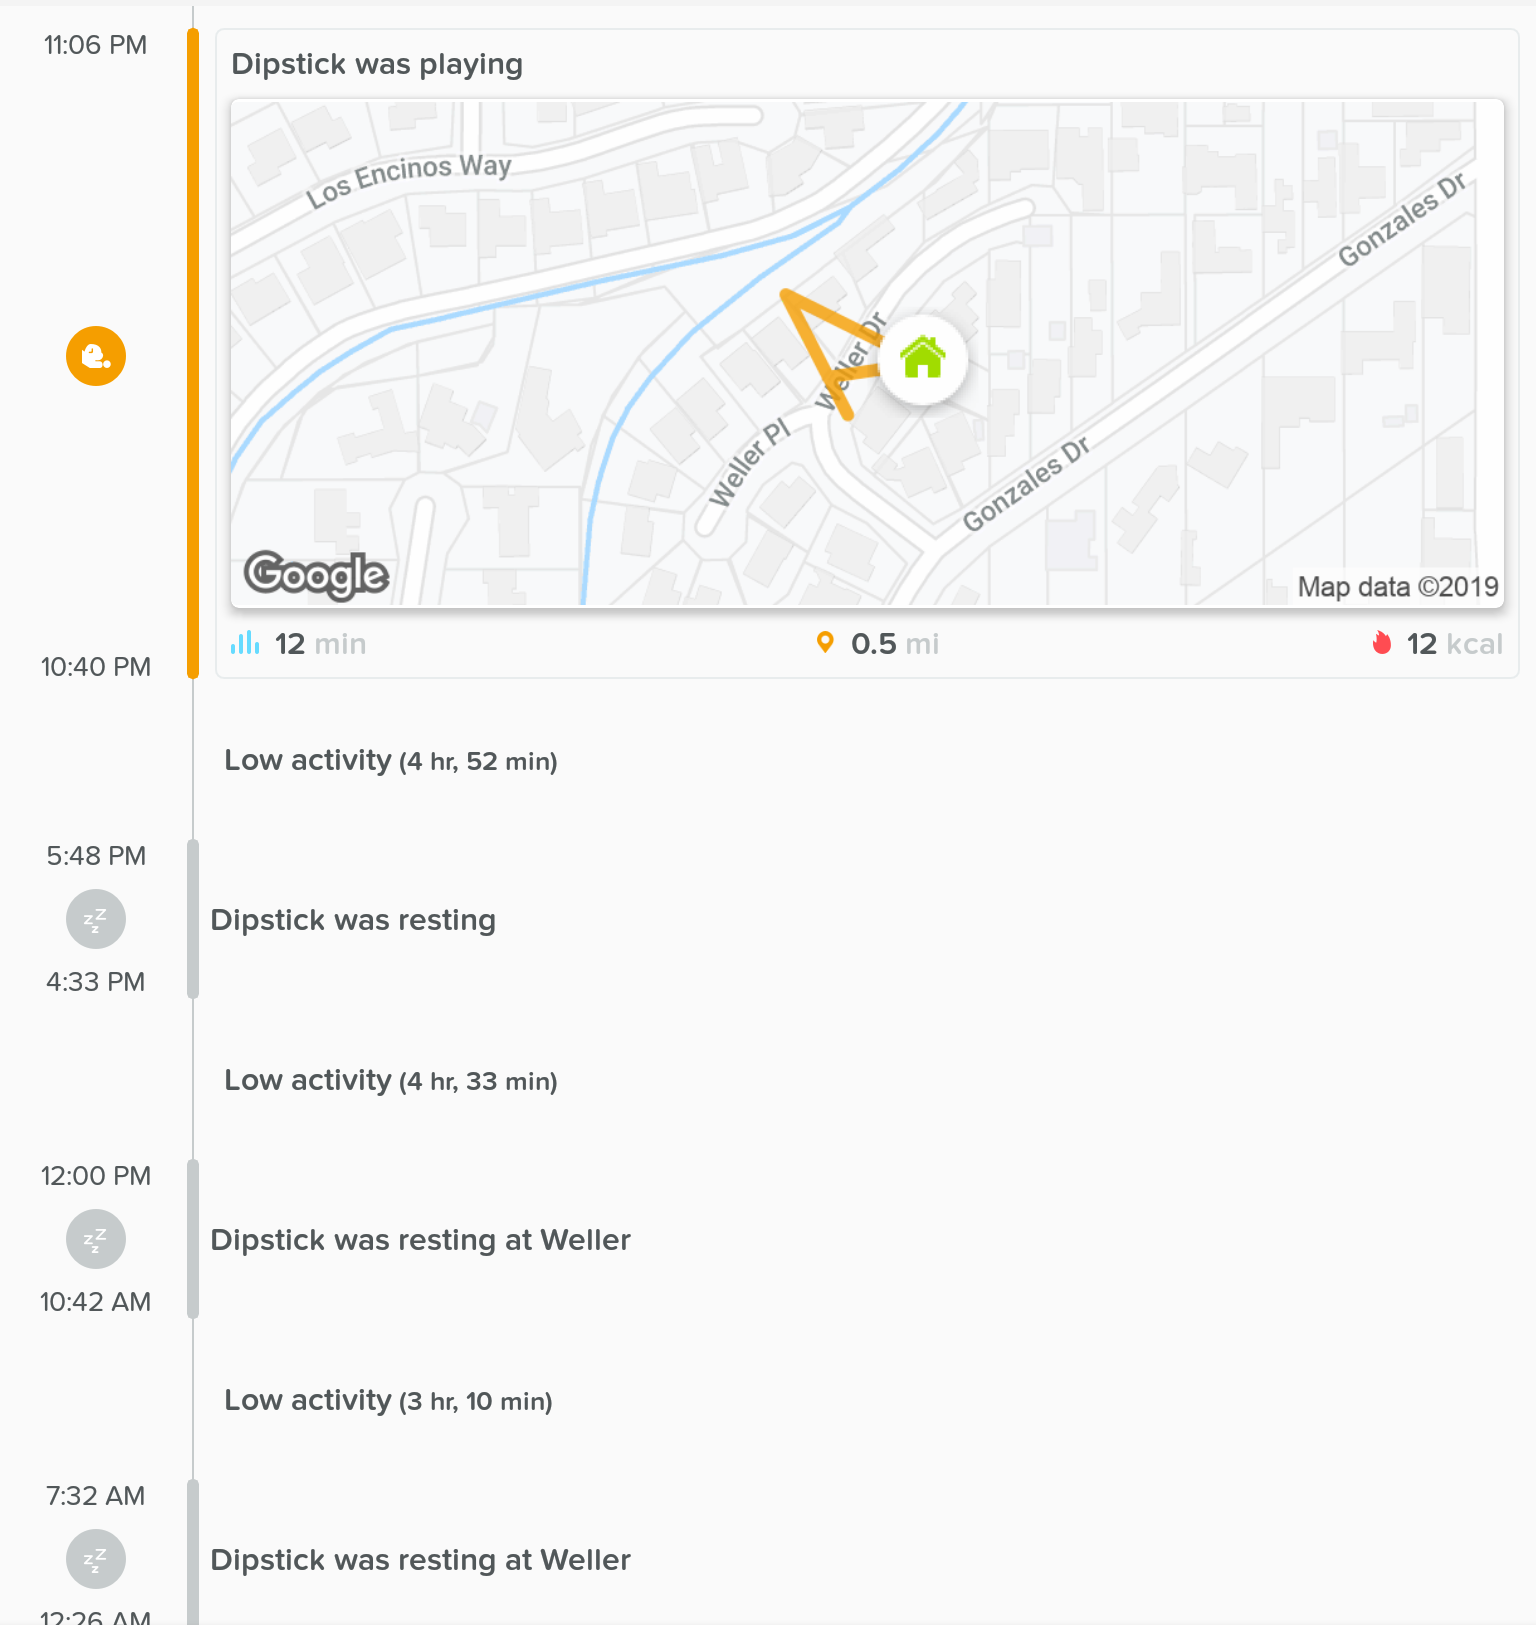 11:06 PM
Dipstick was playing
Los Encinos Way
Gonzales Dr
Weller Dr
Weller Pl
Gonzales Dr
Google
Map data ©2019
12 min
0.5 mi
12 kcal
10:40 PM
Low activity (4 hr, 52 min)
5:48 PM
zzz
Dipstick was resting
4:33 PM
Low activity (4 hr, 33 min)
12:00 PM
zzz
Dipstick was resting at Weller
10:42 AM
Low activity (3 hr, 10 min)
7:32 AM
zzz
Dipstick was resting at Weller
12:26 AM